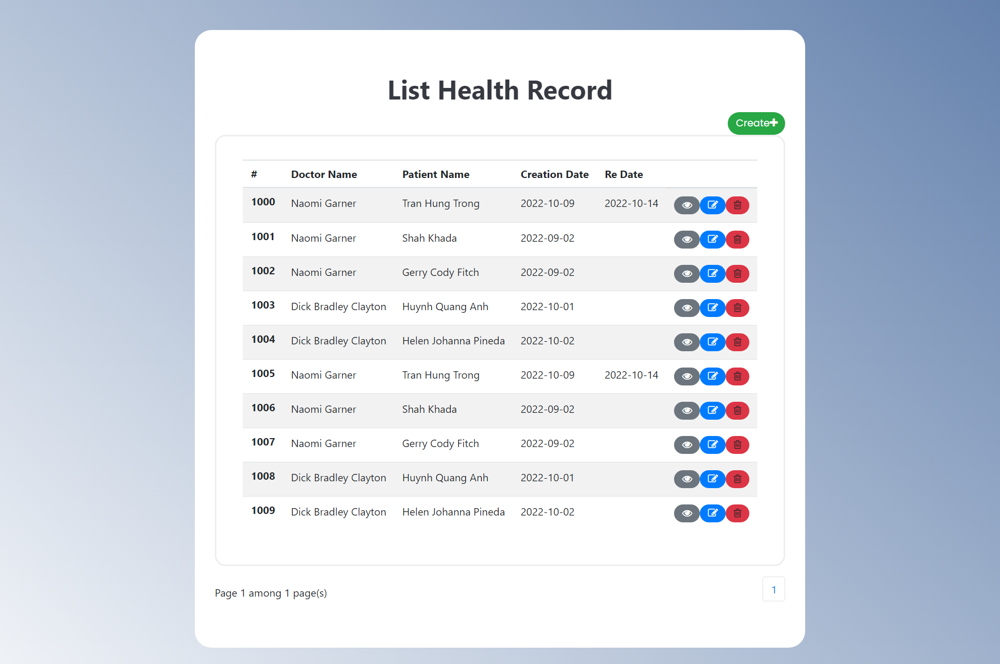 List Health Record
Create
# Doctor Name Patient Name Creation Date Re Date
1000 Naomi Garner Tran Hung Trong 2022-10-09 2022-10-14
1001 Naomi Garner Shah Khada 2022-09-02
1002 Naomi Garner Gerry Cody Fitch 2022-09-02
1003 Dick Bradley Clayton Huynh Quang Anh 2022-10-01
1004 Dick Bradley Clayton Helen Johanna Pineda 2022-10-02
1005 Naomi Garner Tran Hung Trong 2022-10-09 2022-10-14
1006 Naomi Garner Shah Khada 2022-09-02
1007 Naomi Garner Gerry Cody Fitch 2022-09-02
1008 Dick Bradley Clayton Huynh Quang Anh 2022-10-01
1009 Dick Bradley Clayton Helen Johanna Pineda 2022-10-02
Page 1 among 1 page(s)
1